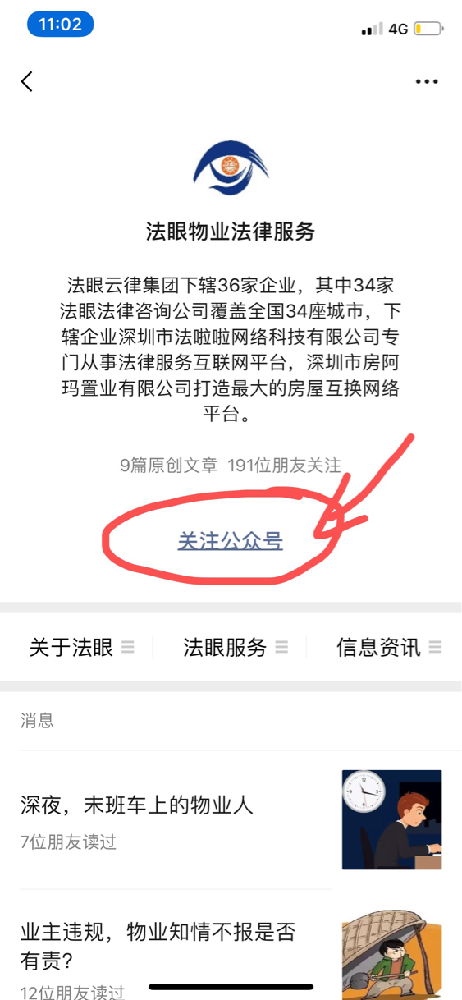 11:02
4G
法眼物业法律服务
法眼云律集团下辖36家企业，其中34家
法眼法律咨询公司覆盖全国34座城市，下
辖企业深圳市法啦啦网络科技有限公司专
门从事法律服务互联网平台，深圳市房阿
玛置业有限公司打造最大的房屋互换网络
平台。
9篇原创文章 191位朋友关注
关注公众号
关于法眼
法眼服务
信息资讯
消息
深夜，末班车上的物业人
7位朋友读过
业主违规，物业知情不报是否
有责？
12位朋友读过